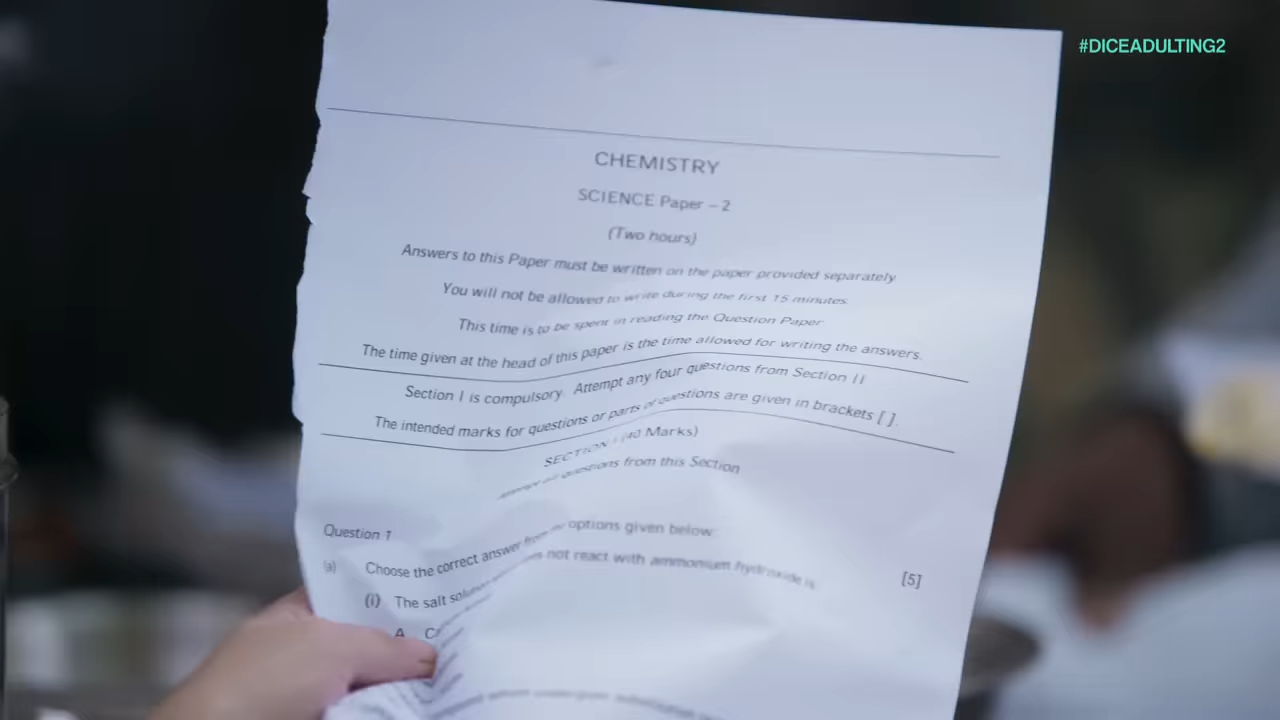 #DICEADULTING2
CHEMISTRY
SCIENCE Paper – 2
(Two hours)
Answers to this Paper must be written on the paper provided separately.
You will not be allowed to write during the first 15 minutes.
This time is to be spent in reading the Question Paper.
The time given at the head of this paper is the time allowed for writing the answers.
Section I is compulsory. Attempt any four questions from Section II
The intended marks for questions or parts of questions are given in brackets [ ].
SECTION I (40 Marks)
questions from this Section
Question 1
(a) Choose the correct answer from options given below: [5]
(i) The salt solution not react with ammonium hydroxide is
A